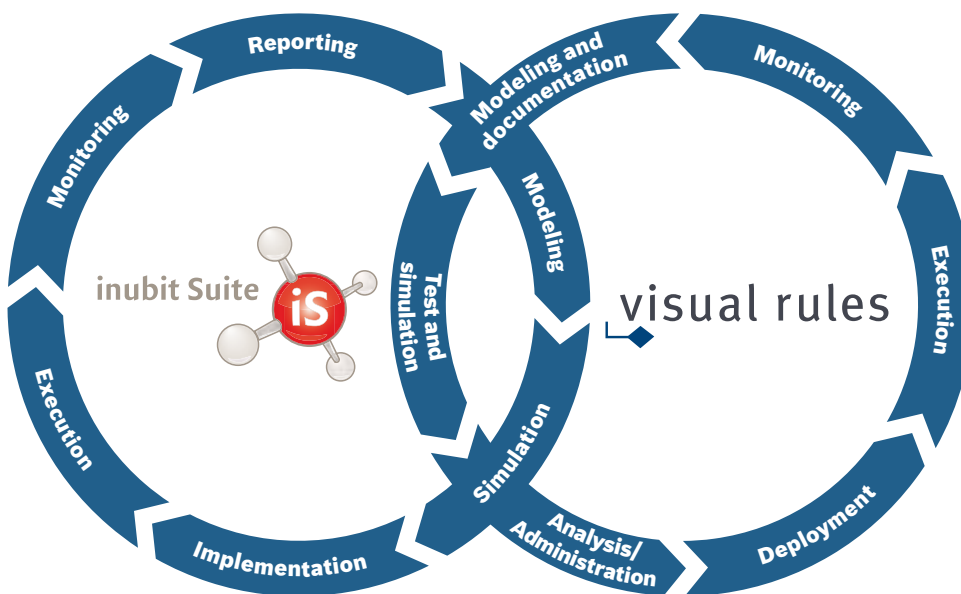 Reporting
Modeling and
documentation
Monitoring
Monitoring
Modeling
Execution
inubit Suite
iS
Test and
simulation
visual rules
Execution
Simulation
Implementation
Analysis/
Administration
Deployment